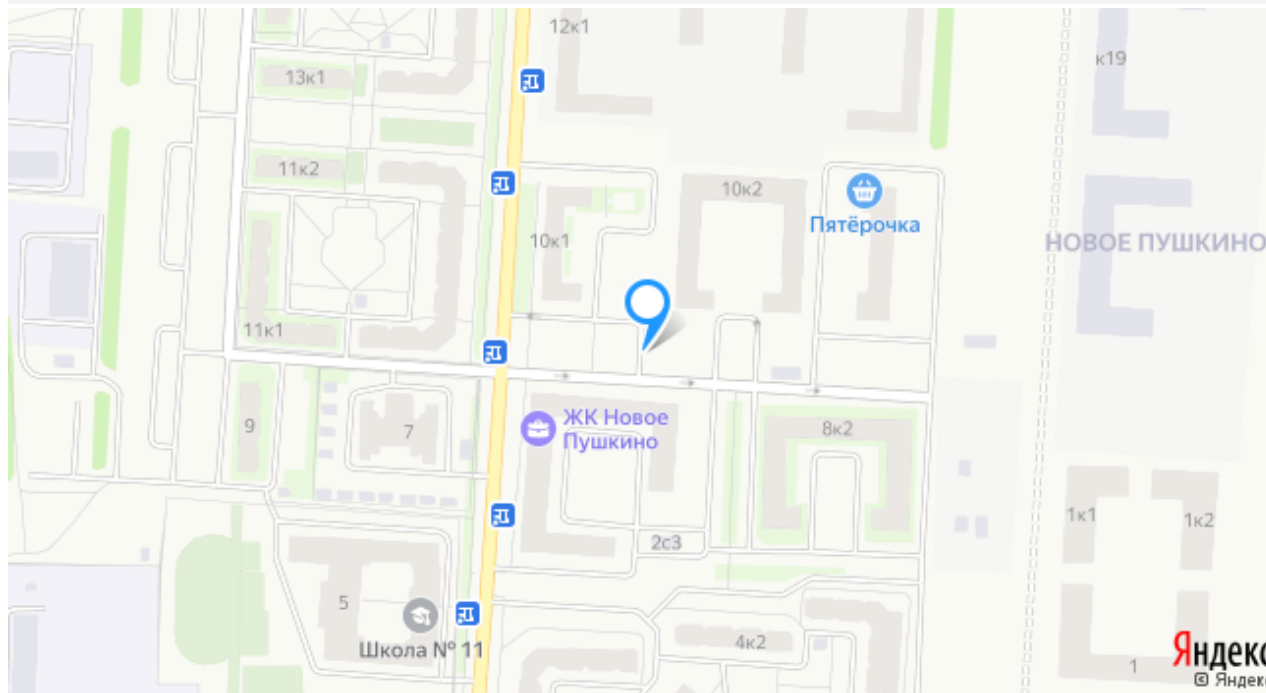 12к1
к19
13к1
11к2
10к2
Пятёрочка
10к1
НОВОЕ ПУШКИНО
11к1
ЖК Новое
Пушкино
9
7
8к2
1к1
1к2
2с3
5
Школа № 11
4к2
1
Яндекс
© Яндекс